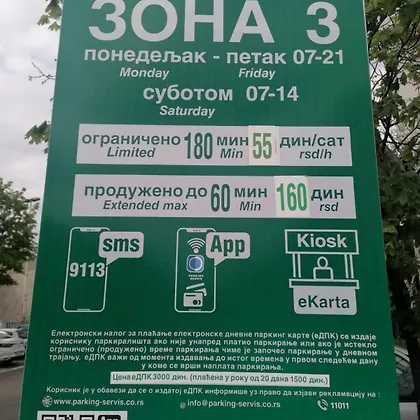 ЗОНА 3
понедељак - петак 07-21
Monday Friday
суботом 07-14
Saturday
ограничено 180 мин 55 дин/сат
Limited Min rsd/h
продужено до 60 мин 160 дин
Extended max Min rsd
sms
9113
App
PARKING SERVIS
Kiosk
eKarta
Електронски налог за плаћање електронске дневне паркинг карте (еДПК) се издаје
кориснику паркиралишта ако није унапред платио паркирање или ако је истекло
ограничено (продужено) време паркирања чиме је започео паркирање у дневном
трајању. еДПК важи од момента издавања до истог времена у првом следећем дану
у коме се врши наплата паркирања.
Цена еДПК3000 дин. (плаћена у року од 20 дана 1500 дин.)
Корисник је у обавези да се о издатој еДПК информише уз право да изјави рекламацију на :
www.parking-servis.co.rs @ info@parking-servis.co.rs 11011
App